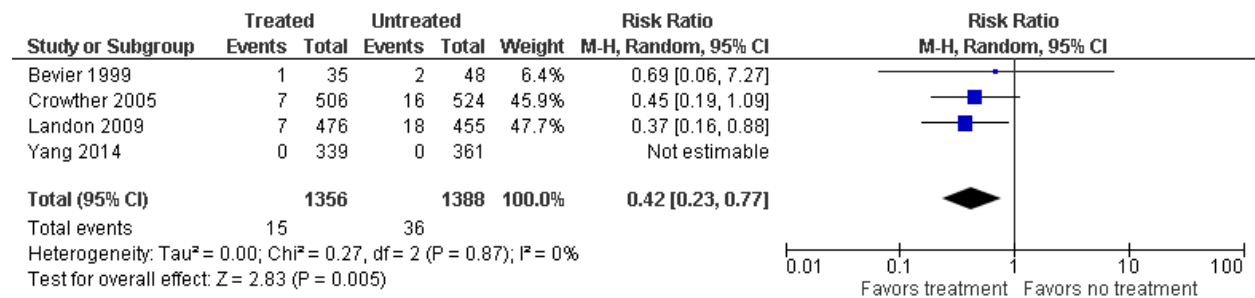 Treated Untreated Risk Ratio Risk Ratio
Study or Subgroup Events Total Events Total Weight M-H, Random, 95% CI M-H, Random, 95% CI
Bevier 1999 1 35 2 48 6.4% 0.69 [0.06, 7.27]
Crowther 2005 7 506 16 524 45.9% 0.45 [0.19, 1.09]
Landon 2009 7 476 18 455 47.7% 0.37 [0.16, 0.88]
Yang 2014 0 339 0 361 Not estimable
Total (95% CI) 1356 1388 100.0% 0.42 [0.23, 0.77]
Total events 15 36
Heterogeneity: Tau² = 0.00; Chi² = 0.27, df = 2 (P = 0.87); I² = 0%
Test for overall effect: Z = 2.83 (P = 0.005)
0.01 0.1 1 10 100
Favors treatment Favors no treatment